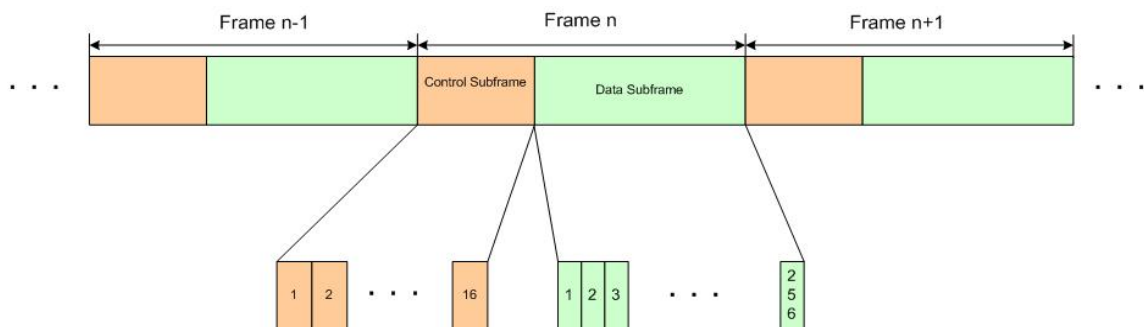 Frame n-1
Frame n
Frame n+1
. . .
Control Subframe
Data Subframe
. . .
1
2
. . .
16
1
2
3
. . .
2
5
6